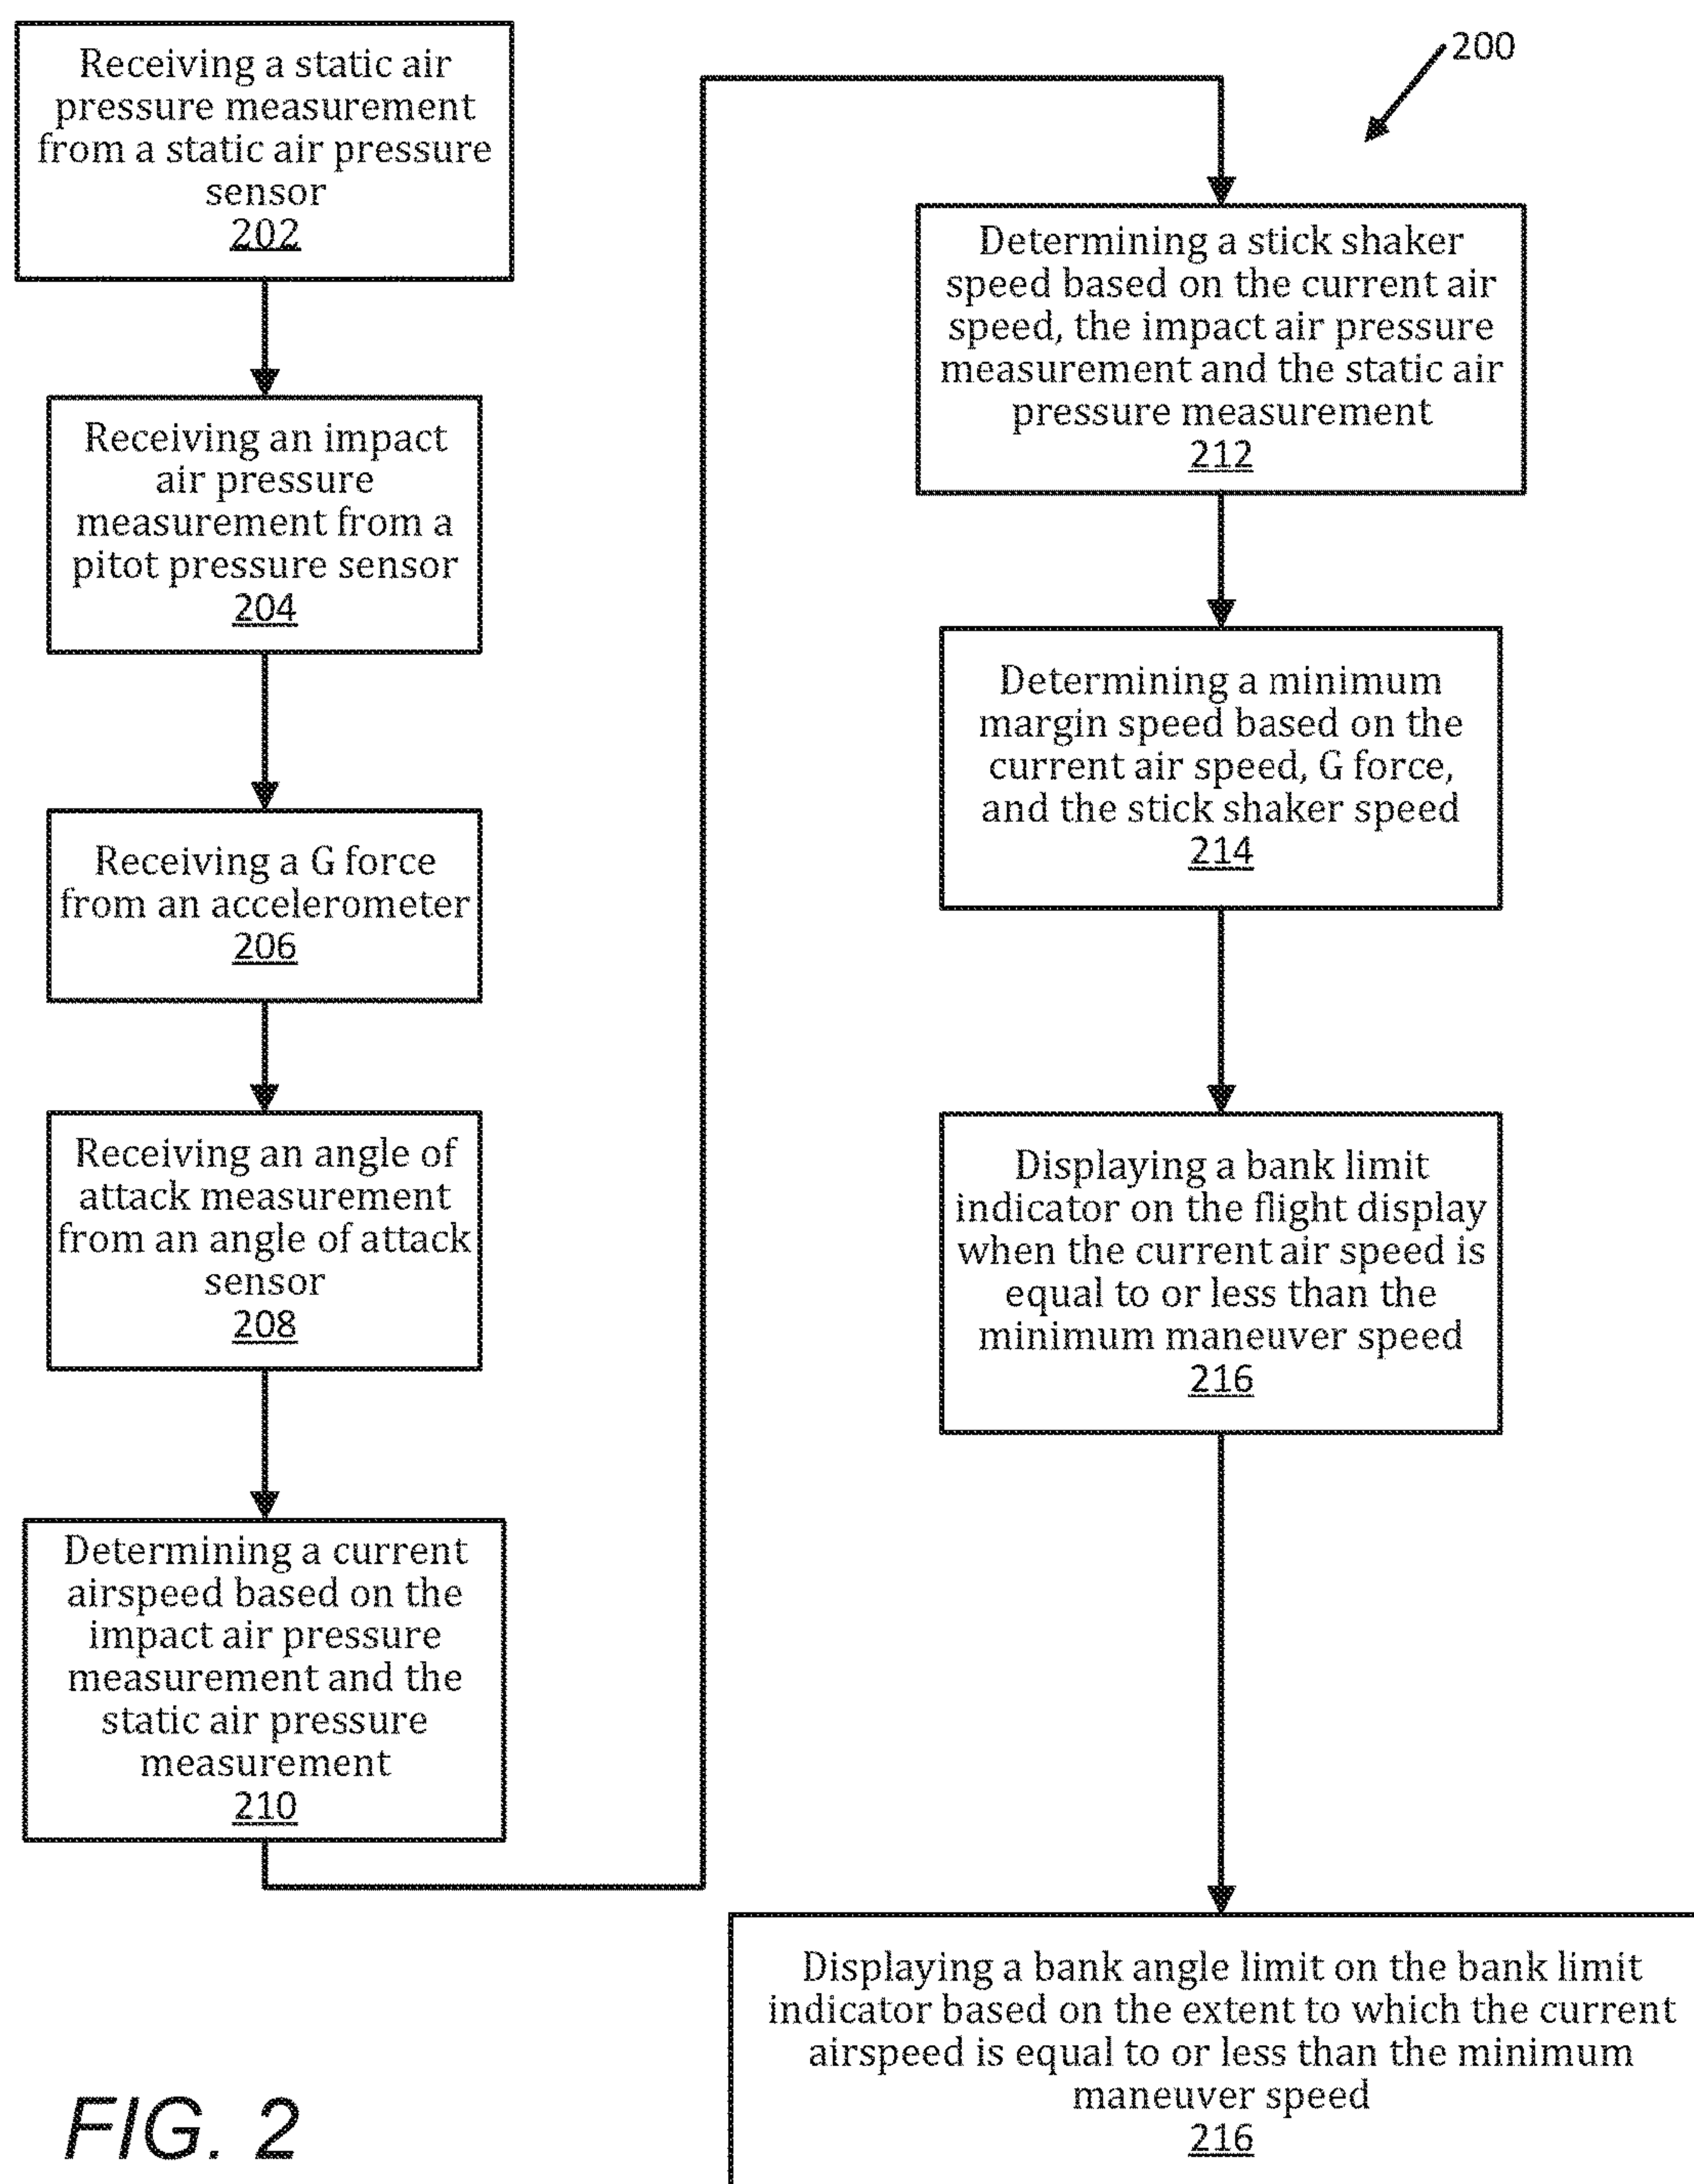 Receiving a static air
pressure measurement
from a static air pressure
sensor
202
Receiving an impact
air pressure
measurement from a
pitot pressure sensor
204
Receiving a G force
from an accelerometer
206
Receiving an angle of
attack measurement
from an angle of attack
sensor
208
Determining a current
airspeed based on the
impact air pressure
measurement and the
static air pressure
measurement
210
200
Determining a stick shaker
speed based on the current air
speed, the impact air pressure
measurement and the static air
pressure measurement
212
Determining a minimum
margin speed based on the
current air speed, G force,
and the stick shaker speed
214
Displaying a bank limit
indicator on the flight display
when the current air speed is
equal to or less than the
minimum maneuver speed
216
Displaying a bank angle limit on the bank limit
indicator based on the extent to which the current
airspeed is equal to or less than the minimum
maneuver speed
216
FIG. 2